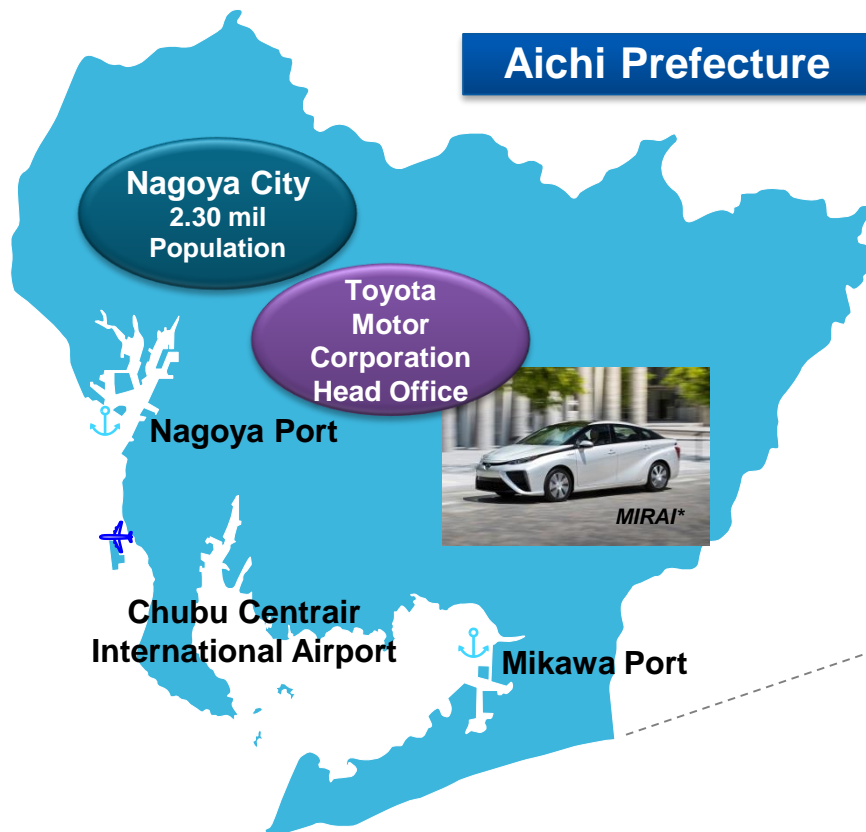 Aichi Prefecture
Nagoya City
2.30 mil
Population
Toyota
Motor
Corporation
Head Office
Nagoya Port
MIRAI*
Chubu Centrair
International Airport
Mikawa Port